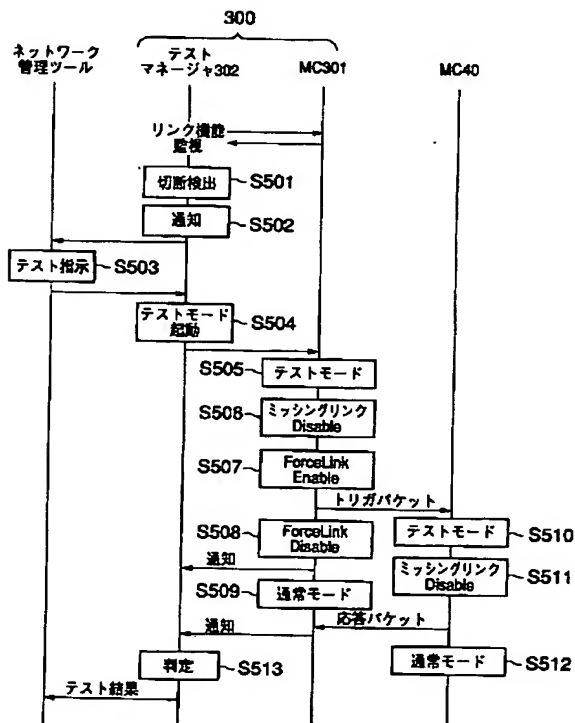 300
ネットワーク
管理ツール
テスト
マネージャ302
MC301
MC40
リンク機能
監視
切断検出
S501
通知
S502
テスト指示
S503
テストモード
起動
S504
S505
テストモード
S508
ミッシングリンク
Disable
S507
ForceLink
Enable
トリガパケット
S508
ForceLink
Disable
テストモード
S510
通知
ミッシングリンク
Disable
S511
S509
通常モード
通知
応答パケット
判定
S513
通常モード
S512
テスト結果